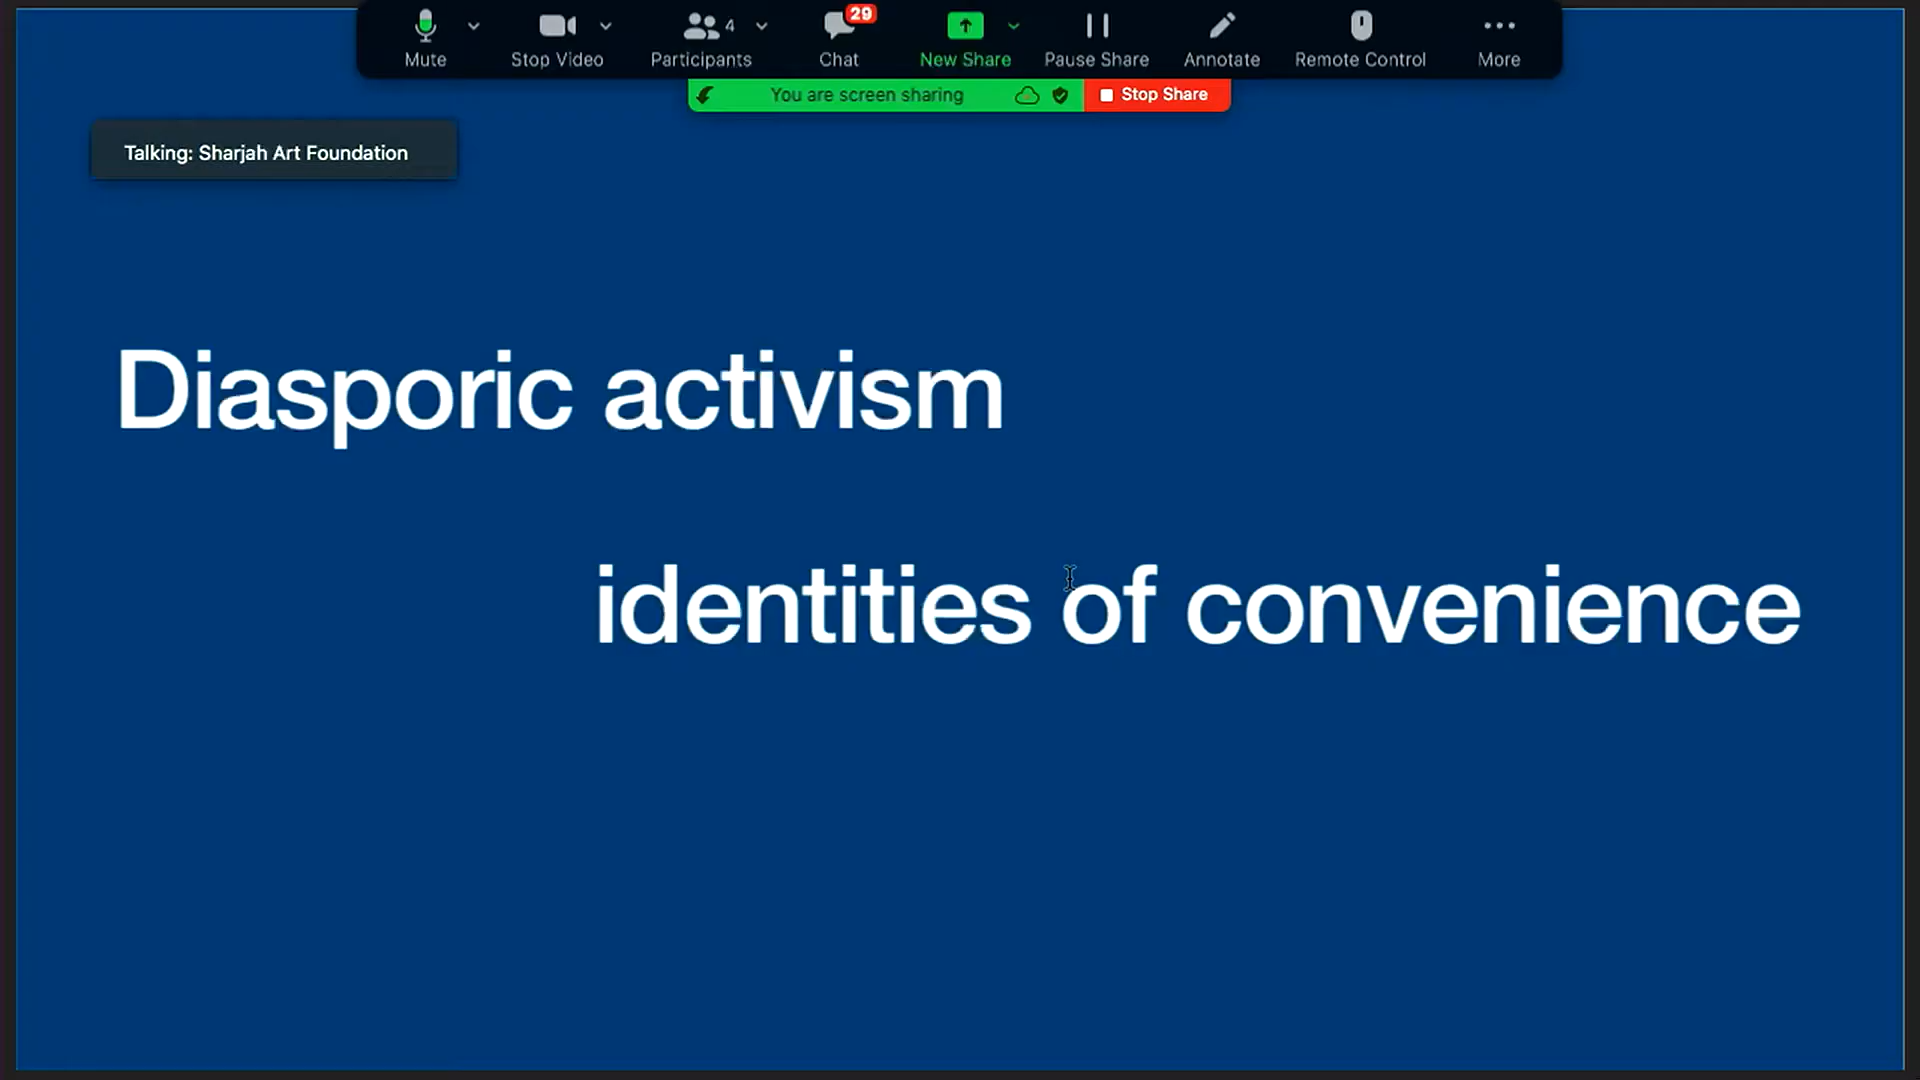 4
29
Mute
Stop Video
Participants
Chat
New Share
Pause Share
Annotate
Remote Control
More
You are screen sharing
Stop Share
Talking: Sharjah Art Foundation
Diasporic activism
identities of convenience